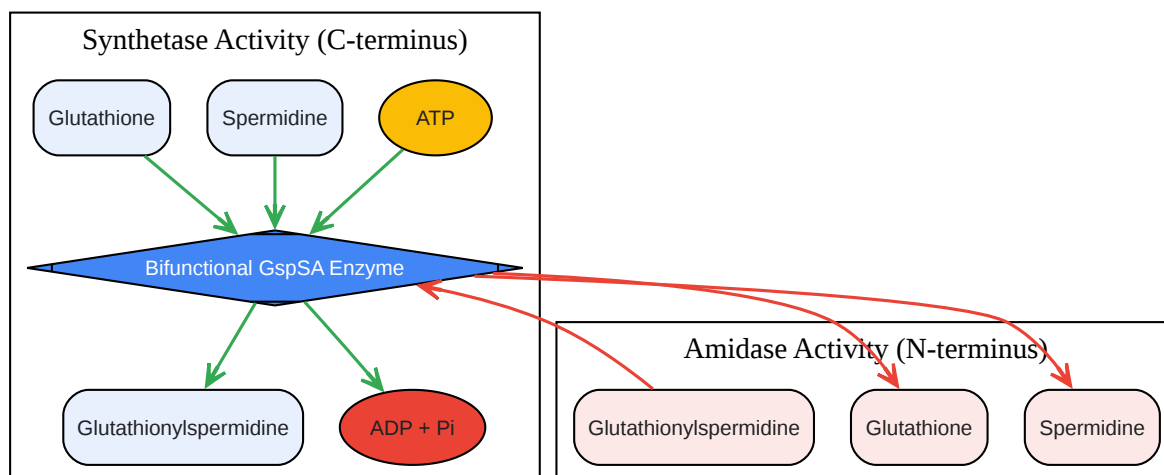 Synthetase Activity (C-terminus)
Glutathione
Spermidine
ATP
Bifunctional GspSA Enzyme
Glutathionylspermidine
ADP + Pi
Amidase Activity (N-terminus)
Glutathionylspermidine
Glutathione
Spermidine